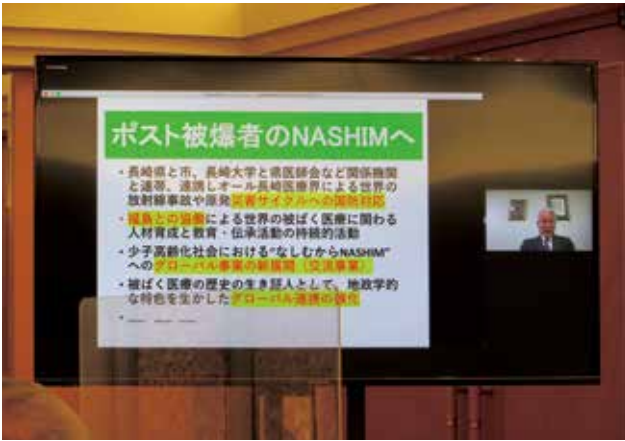 ポスト被爆者のNASHIMへ
・長崎県と市、長崎大学と県医師会など関係機関
と連帯、連携しオール長崎医療界による世界の
放射線事故や原発災害サイクルへの国際対応
・福島との協働による世界の被ばく医療に関わる
人材育成と教育・伝承活動の持続的活動
・少子高齢化社会における“なしむからNASHIM”
へのグローバル事業の新展開（交流事業）
・被ばく医療の歴史の生き証人として、地政学的
な特色を生かしたグローバル連携の強化
・― ― ―